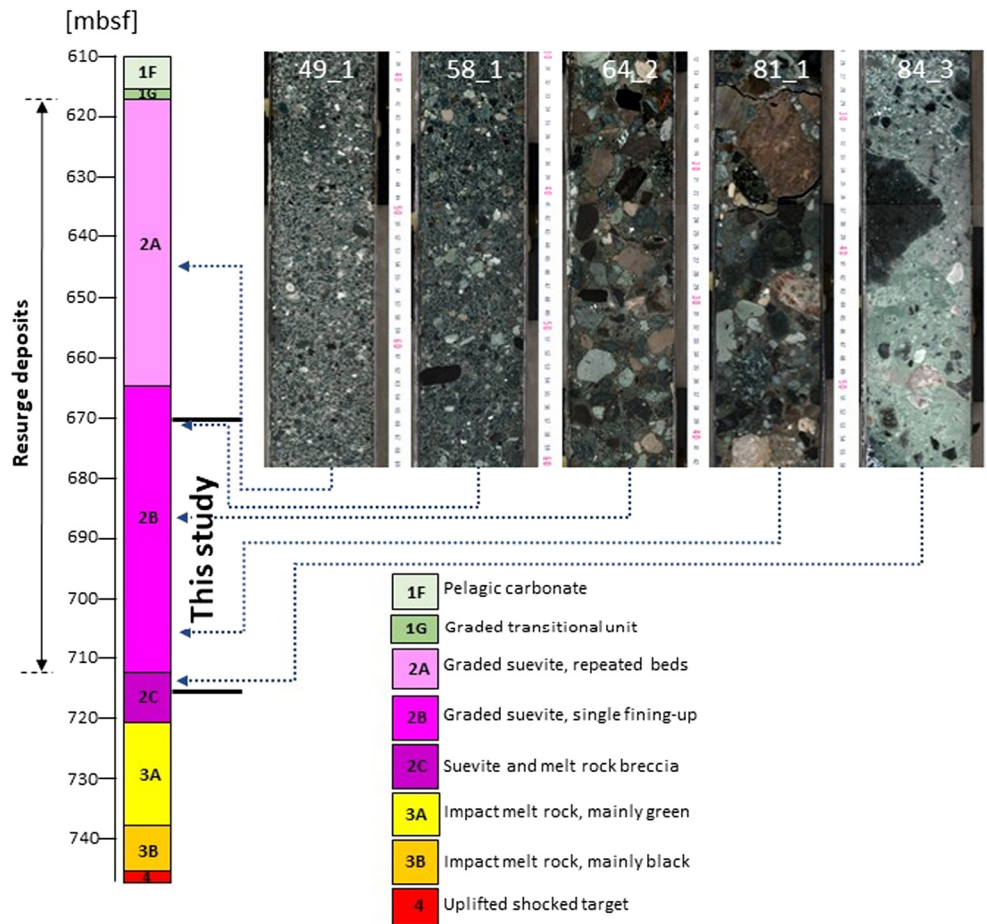 [mbsf]
610
620
630
640
650
660
670
680
690
700
710
720
730
740
Resurge deposits
1F
1G
2A
2B
2C
3A
3B
4
This study
49_1
58_1
64_2
81_1
84_3
1F Pelagic carbonate
1G Graded transitional unit
2A Graded suevite, repeated beds
2B Graded suevite, single fining-up
2C Suevite and melt rock breccia
3A Impact melt rock, mainly green
3B Impact melt rock, mainly black
4 Uplifted shocked target